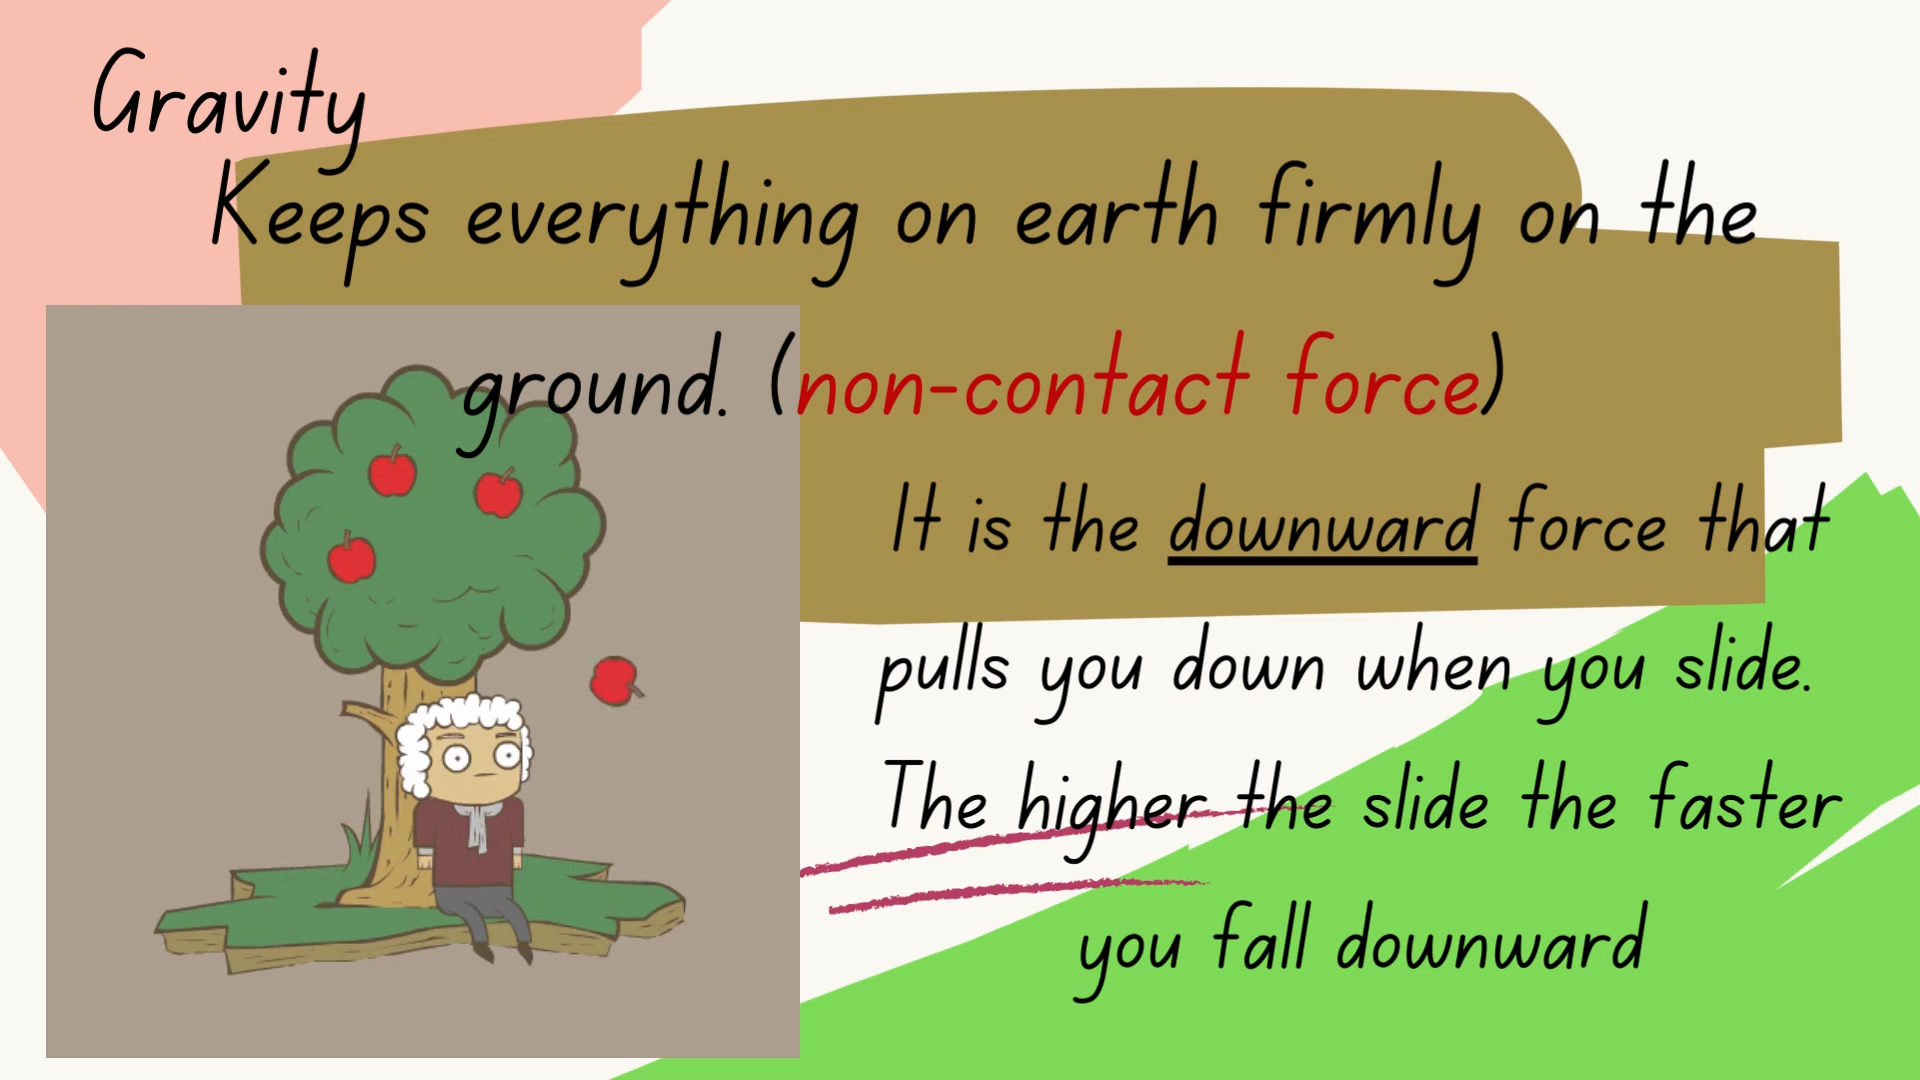 Gravity
Keeps everything on earth firmly on the
ground. (non-contact force)
It is the downward force that
pulls you down when you slide.
The higher the slide the faster
you fall downward